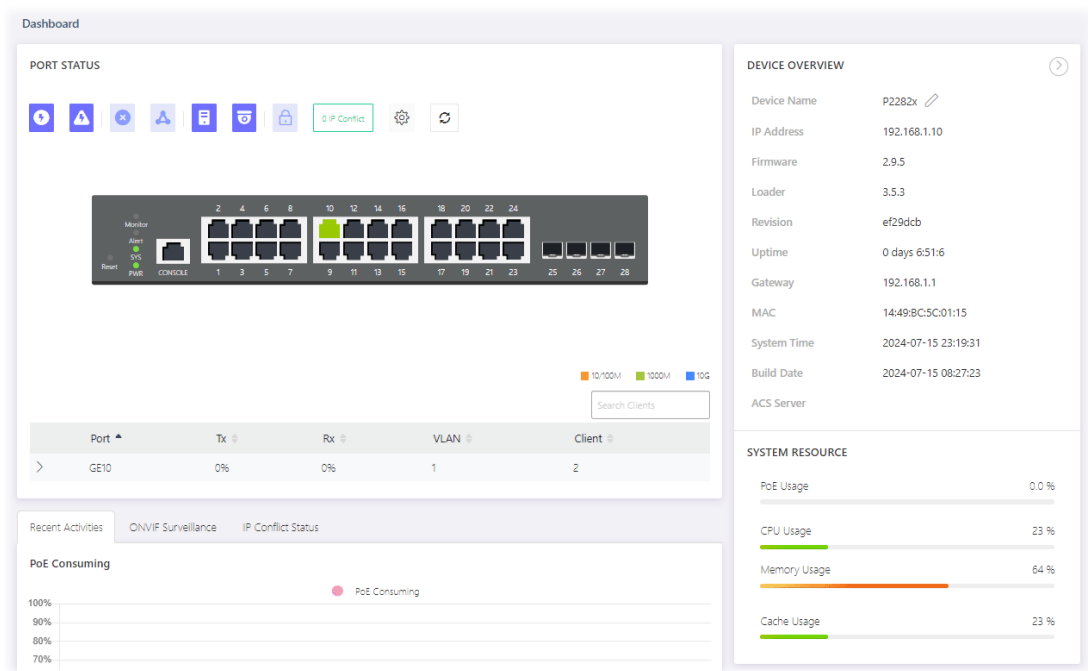 Dashboard
PORT STATUS
0 IP Conflict
2 4 6 8 10 12 14 16 18 20 22 24
Monitor
Alert
SYS
Reset PWR CONSOLE 1 3 5 7 9 11 13 15 17 19 21 23 25 26 27 28
10/100M 1000M 10G
Search Clients
Port Tx Rx VLAN Client
GE10 0% 0% 1 2
Recent Activities ONVIF Surveillance IP Conflict Status
PoE Consuming
PoE Consuming
100%
90%
80%
70%
DEVICE OVERVIEW
Device Name P2282x
IP Address 192.168.1.10
Firmware 2.9.5
Loader 3.5.3
Revision ef29dcb
Uptime 0 days 6:51:6
Gateway 192.168.1.1
MAC 14:49:BC:5C:01:15
System Time 2024-07-15 23:19:31
Build Date 2024-07-15 08:27:23
ACS Server
SYSTEM RESOURCE
PoE Usage 0.0 %
CPU Usage 23 %
Memory Usage 64 %
Cache Usage 23 %